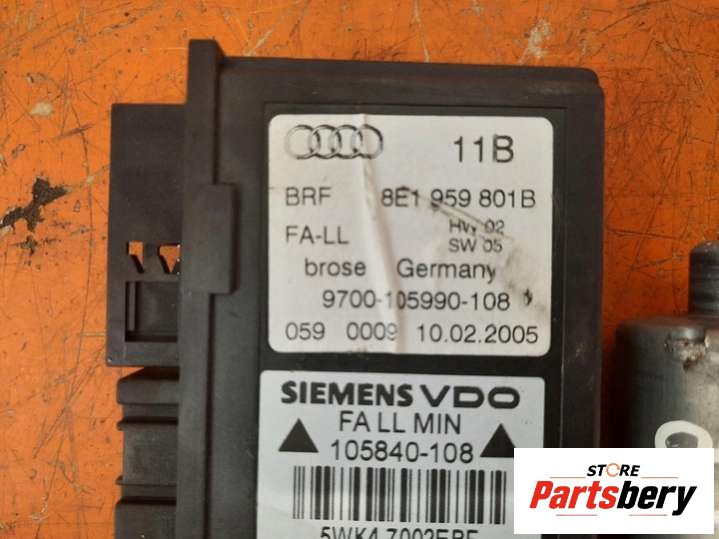 11B
BRF 8E1 959 801B
FA-LL HW 02
SW 05
brose Germany
9700-105990-108
059 0009 10.02.2005
SIEMENS VDO
FA LL MIN
105840-108
STORE
Partsbery